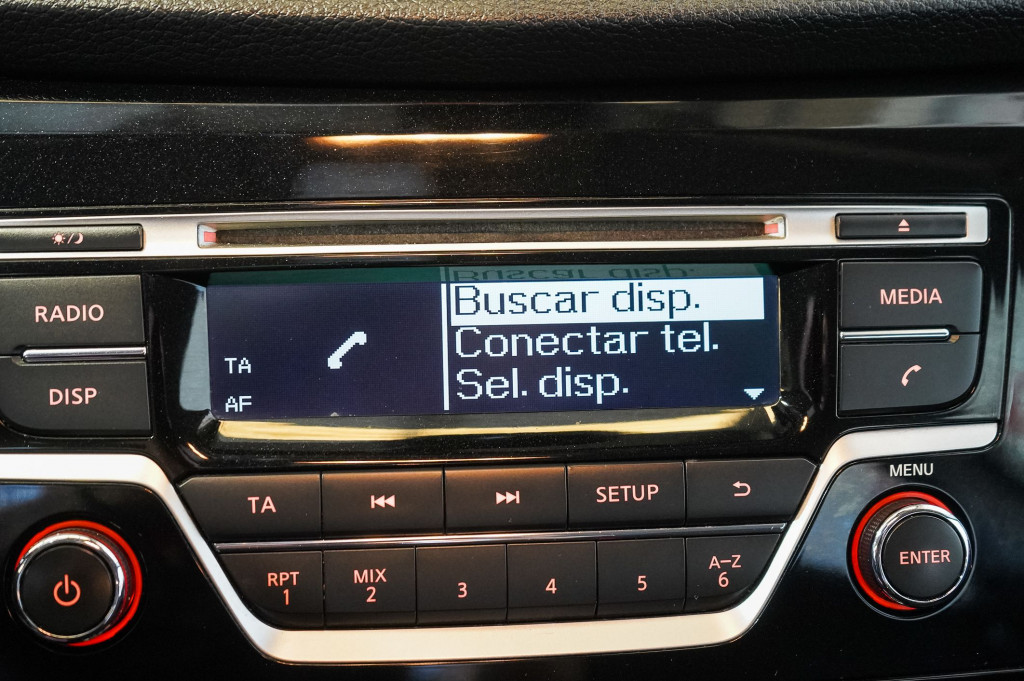 RADIO
DISP
TA
AF
Buscar disp.
Conectar tel.
Sel. disp.
MEDIA
TA
SETUP
MENU
ENTER
RPT
1
MIX
2
3
4
5
A–Z
6